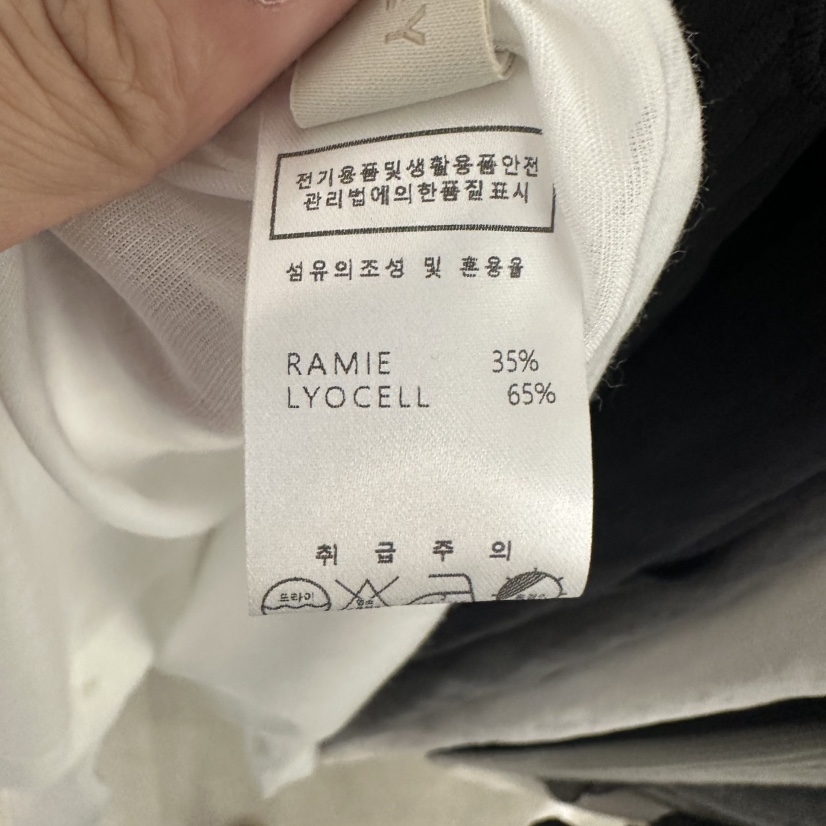 EY
전기용품및생활용품안전
관리법에의한품질표시
섬유의조성 및 혼용율
RAMIE 35%
LYOCELL 65%
취 급 주 의
드라이